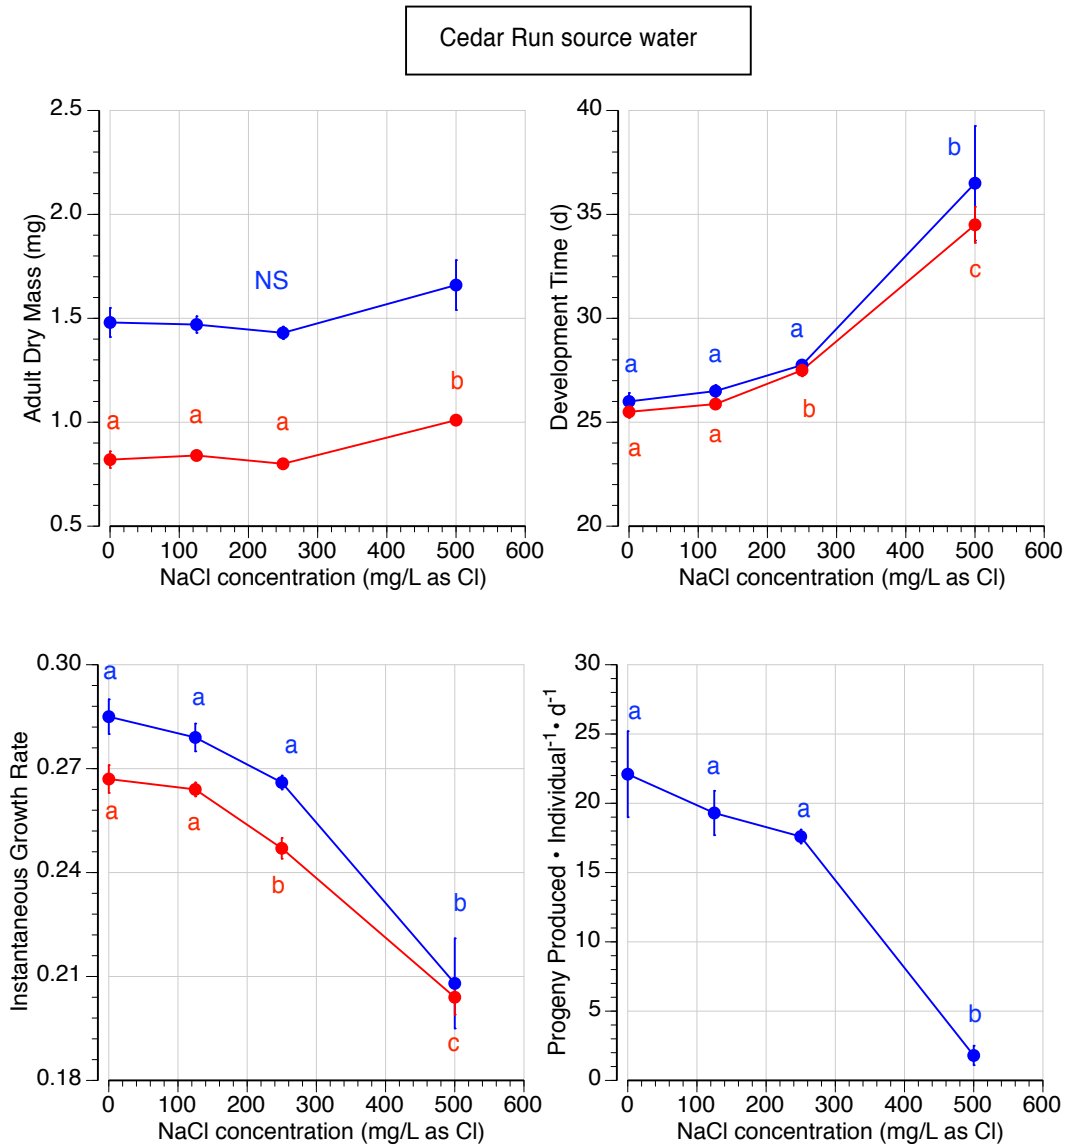 Cedar Run source water
2.5
2.0
1.5
1.0
0.5
Adult Dry Mass (mg)
NS
a a a b
0 100 200 300 400 500 600
NaCl concentration (mg/L as Cl)
40
35
30
25
20
Development Time (d)
a a a b
a a b c
0 100 200 300 400 500 600
NaCl concentration (mg/L as Cl)
0.30
0.27
0.24
0.21
0.18
Instantaneous Growth Rate
a a a b
a a b c
0 100 200 300 400 500 600
NaCl concentration (mg/L as Cl)
30
25
20
15
10
5
0
Progeny Produced • Individual⁻¹• d⁻¹
a a a b
0 100 200 300 400 500 600
NaCl concentration (mg/L as Cl)